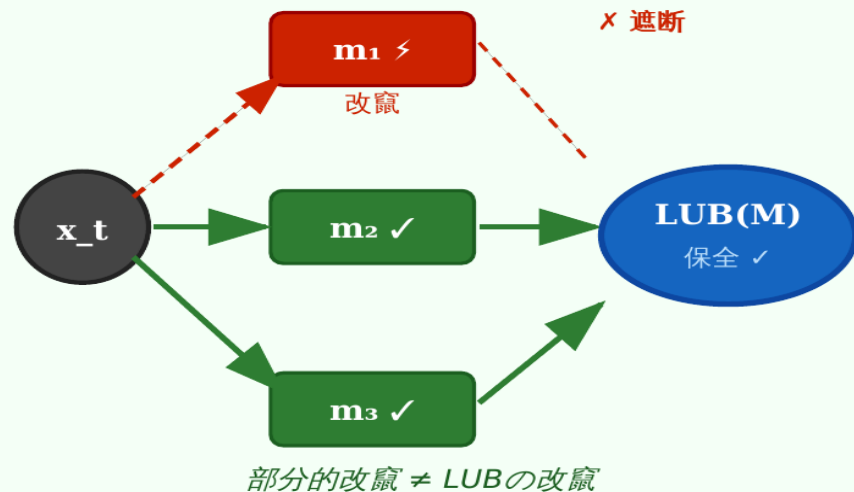 ✗ 遮断
m₁ ⚡
改竄
x_t
m₂ ✓
LUB(M)
保全 ✓
m₃ ✓
部分的改竄 ≠ LUBの改竄